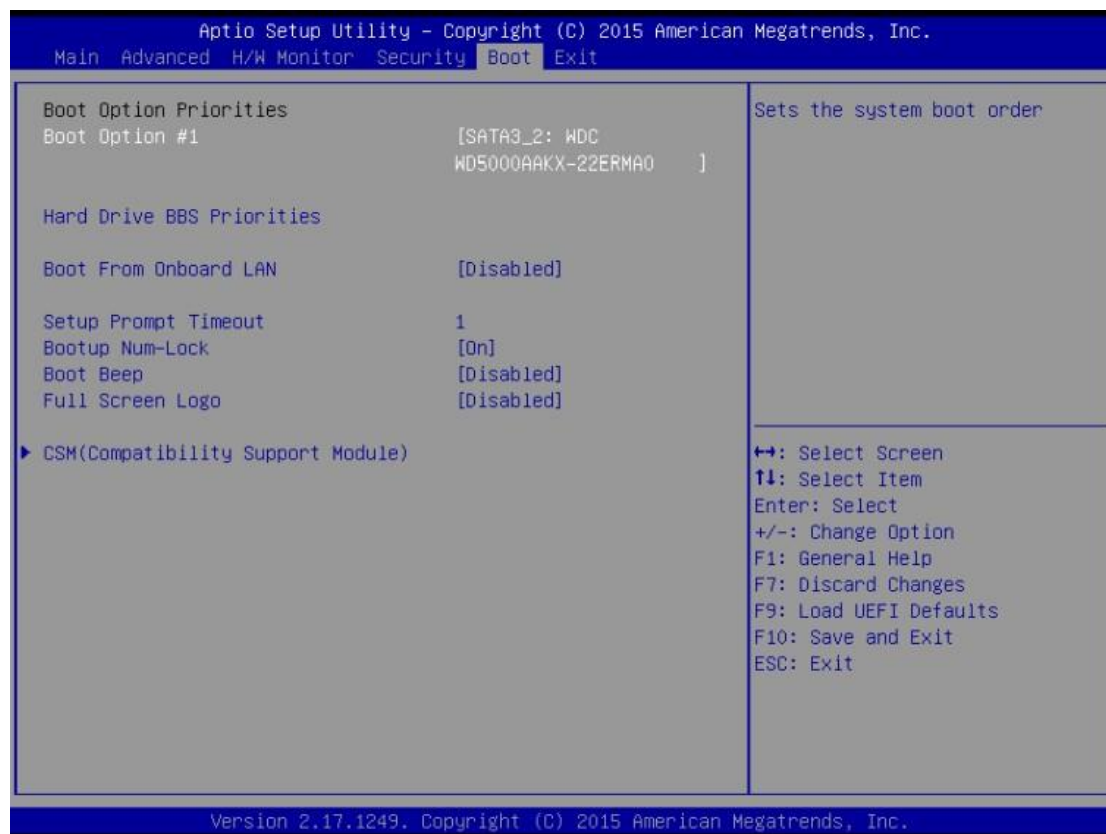 Aptio Setup Utility – Copyright (C) 2015 American Megatrends, Inc.
Main Advanced H/W Monitor Security Boot Exit
Boot Option Priorities
Boot Option #1 [SATA3_2: WDC
WD5000AAKX-22ERMA0 ]
Hard Drive BBS Priorities
Boot From Onboard LAN [Disabled]
Setup Prompt Timeout 1
Bootup Num-Lock [On]
Boot Beep [Disabled]
Full Screen Logo [Disabled]
▶ CSM(Compatibility Support Module)
Sets the system boot order
↔: Select Screen
↑↓: Select Item
Enter: Select
+/-: Change Option
F1: General Help
F7: Discard Changes
F9: Load UEFI Defaults
F10: Save and Exit
ESC: Exit
Version 2.17.1249. Copyright (C) 2015 American Megatrends, Inc.